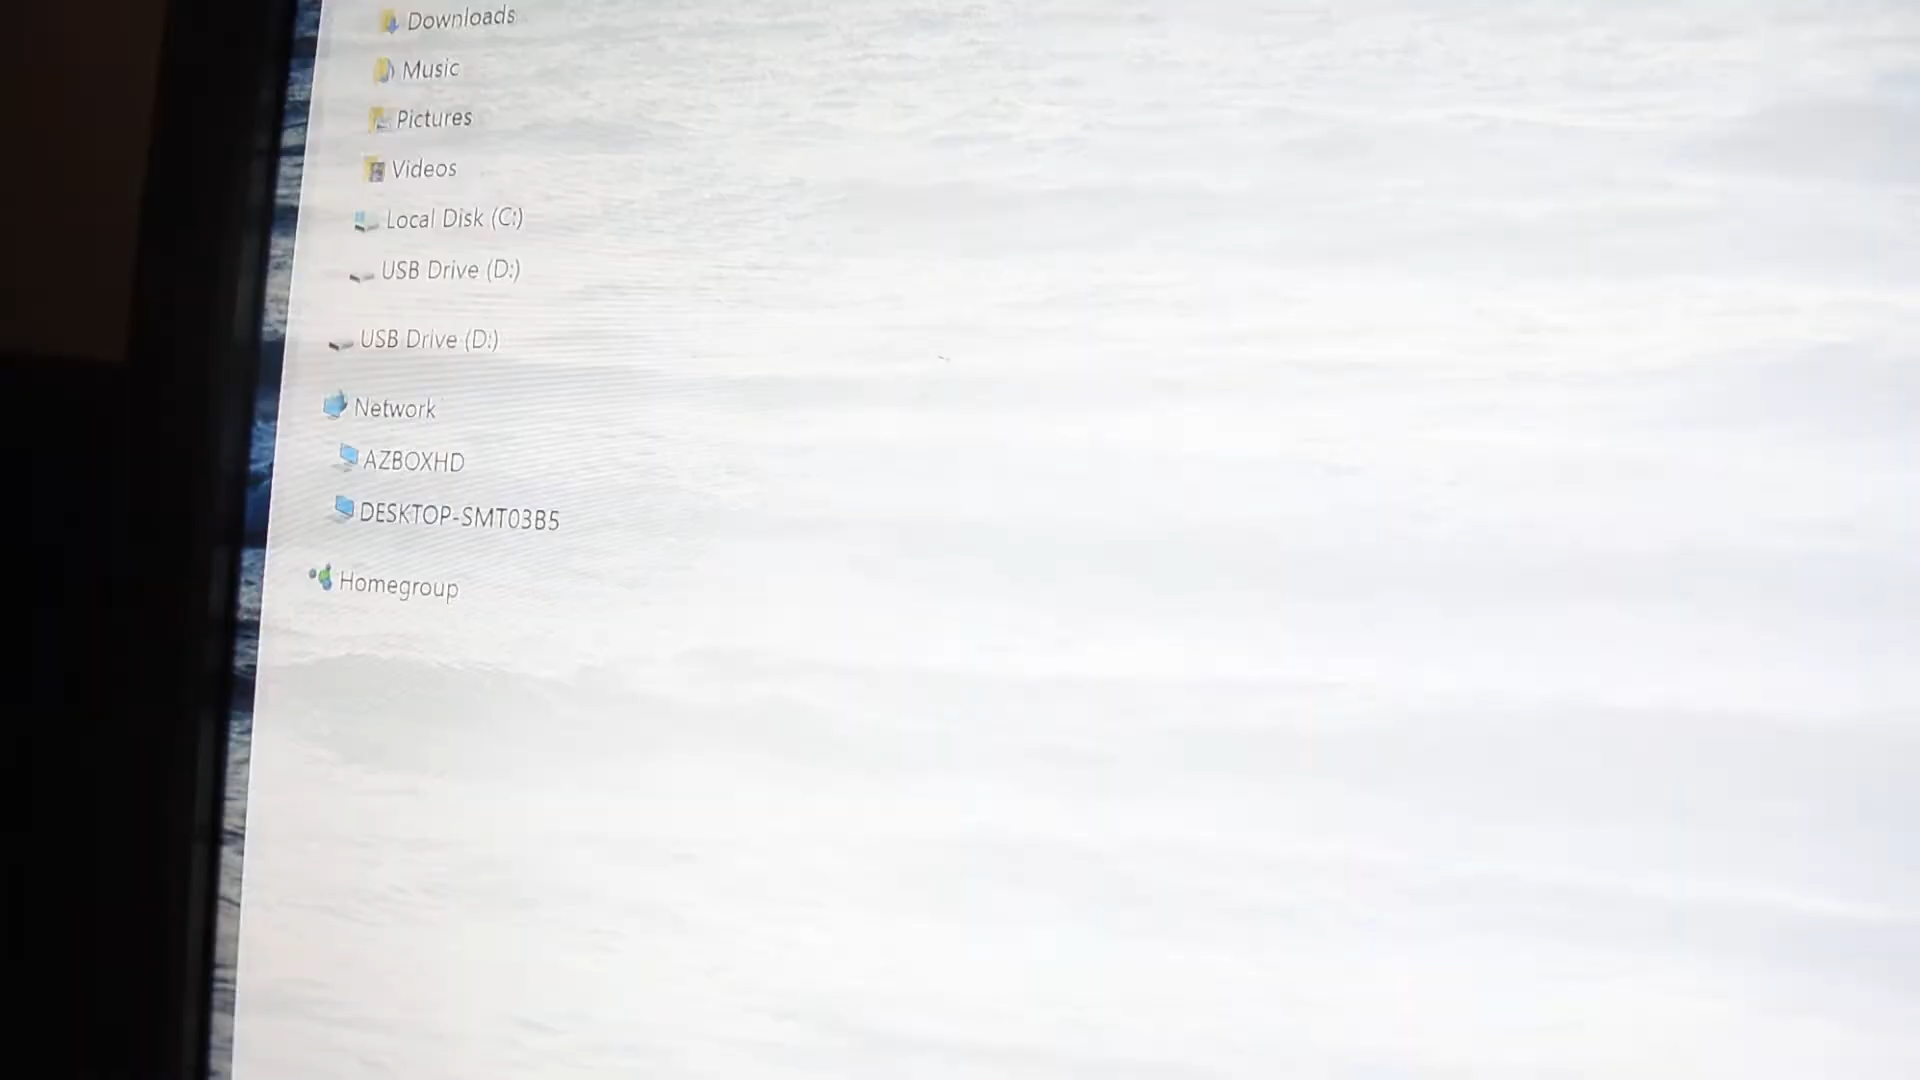 Downloads
Music
Pictures
Videos
Local Disk (C:)
USB Drive (D:)
USB Drive (D:)
Network
AZBOXHD
DESKTOP-SMT03B5
Homegroup